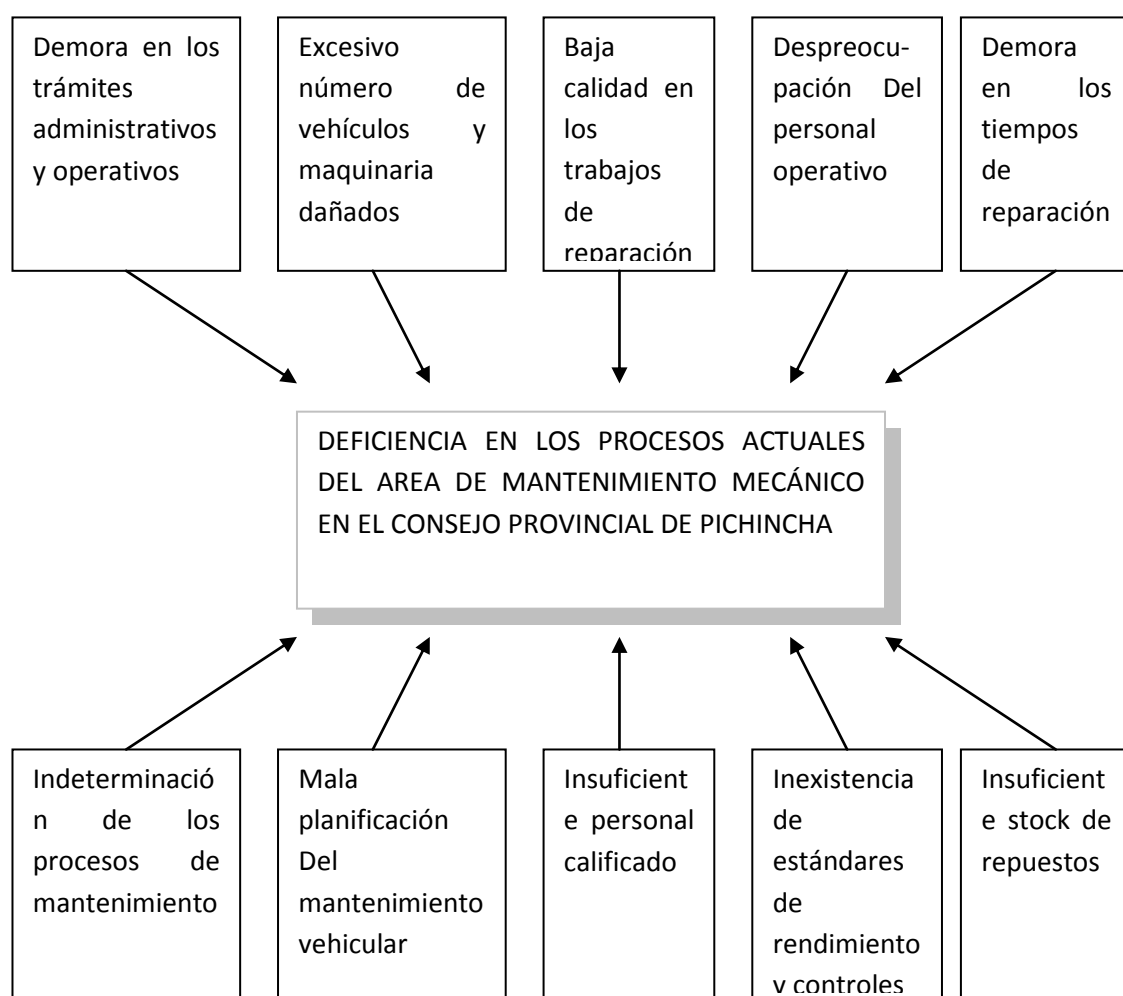 Demora en los
trámites
administrativos
y operativos
Excesivo
número de
vehículos y
maquinaria
dañados
Baja
calidad en
los
trabajos
de
reparación
Despreocu-
pación Del
personal
operativo
Demora
en los
tiempos
de
reparación
DEFICIENCIA EN LOS PROCESOS ACTUALES
DEL AREA DE MANTENIMIENTO MECÁNICO
EN EL CONSEJO PROVINCIAL DE PICHINCHA
Indeterminació
n de los
procesos de
mantenimiento
Mala
planificación
Del
mantenimiento
vehicular
Insuficient
e personal
calificado
Inexistencia
de
estándares
de
rendimiento
y controles
Insuficient
e stock de
repuestos